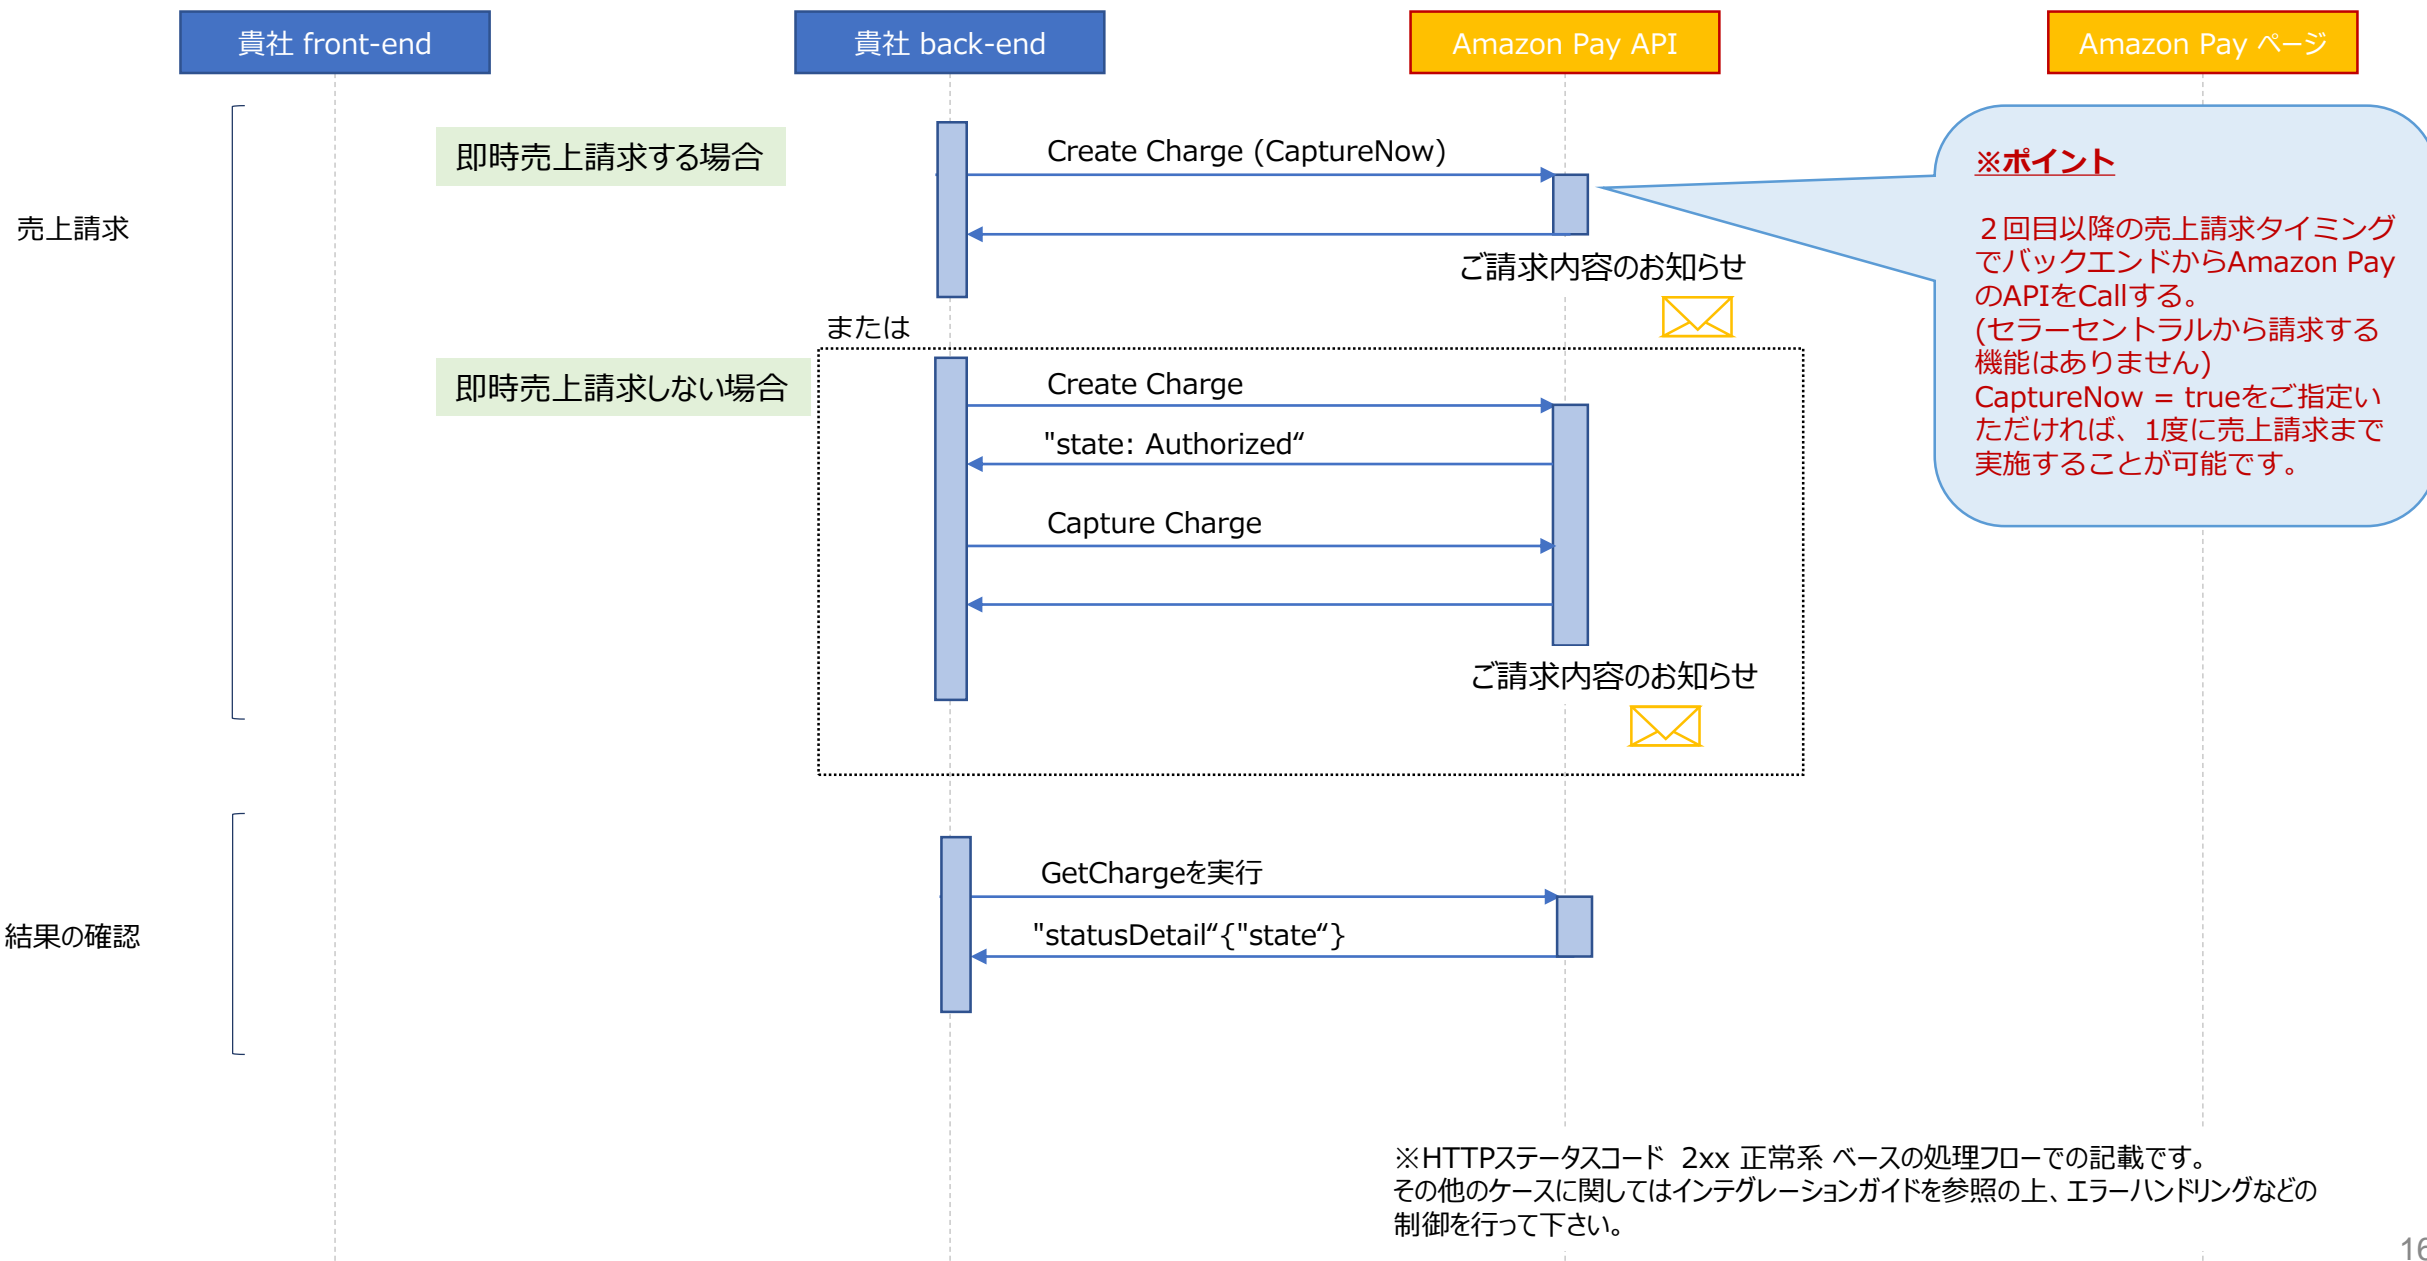 貴社 front-end
貴社 back-end
Amazon Pay API
Amazon Pay ページ
売上請求
即時売上請求する場合
Create Charge (CaptureNow)
ご請求内容のお知らせ
または
即時売上請求しない場合
Create Charge
"state: Authorized“
Capture Charge
ご請求内容のお知らせ
※ポイント
２回目以降の売上請求タイミング
でバックエンドからAmazon Pay
のAPIをCallする。
(セラーセントラルから請求する
機能はありません)
CaptureNow = trueをご指定い
ただければ、1度に売上請求まで
実施することが可能です。
結果の確認
GetChargeを実行
"statusDetail“{"state“}
※HTTPステータスコード 2xx 正常系 ベースの処理フローでの記載です。
その他のケースに関してはインテグレーションガイドを参照の上、エラーハンドリングなどの
制御を行って下さい。
16